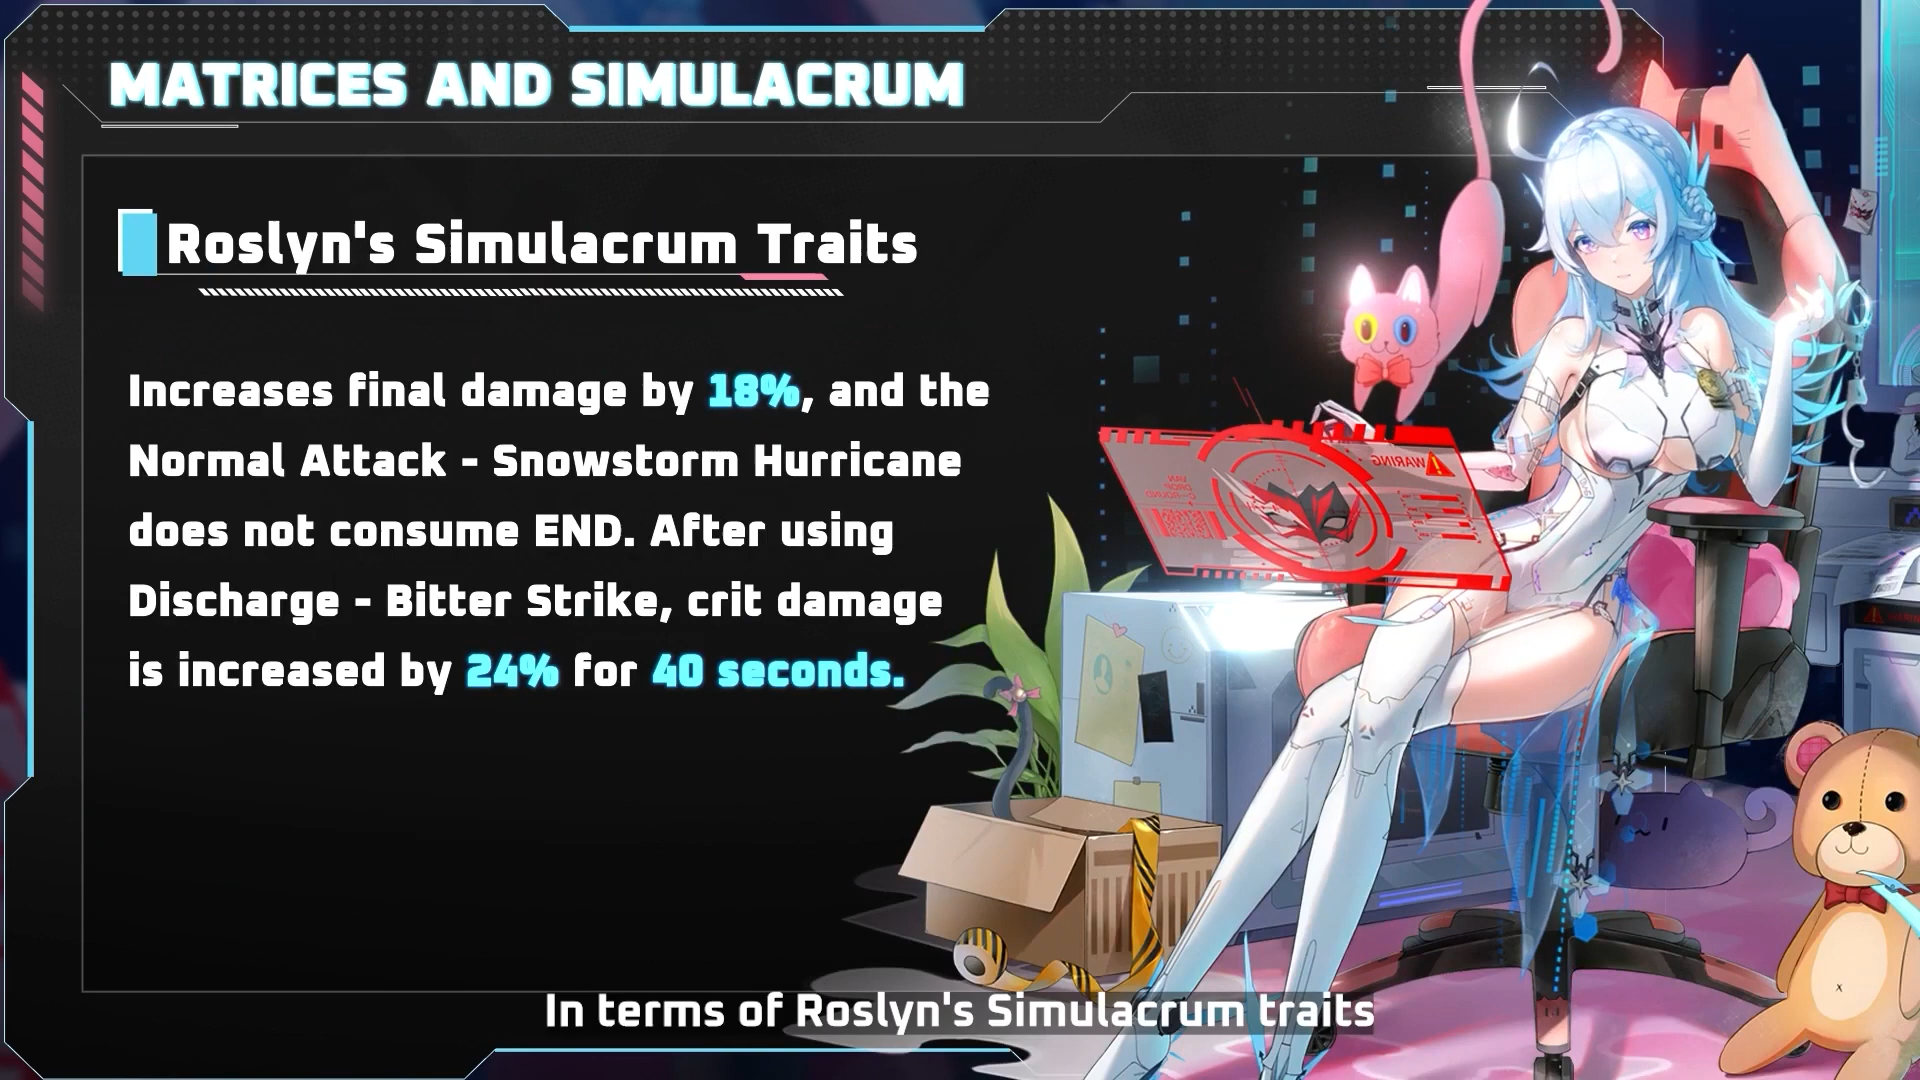 MATRICES AND SIMULACRUM
Roslyn's Simulacrum Traits
Increases final damage by 18%, and the
Normal Attack - Snowstorm Hurricane
does not consume END. After using
Discharge - Bitter Strike, crit damage
is increased by 24% for 40 seconds.
WARNING
In terms of Roslyn's Simulacrum traits